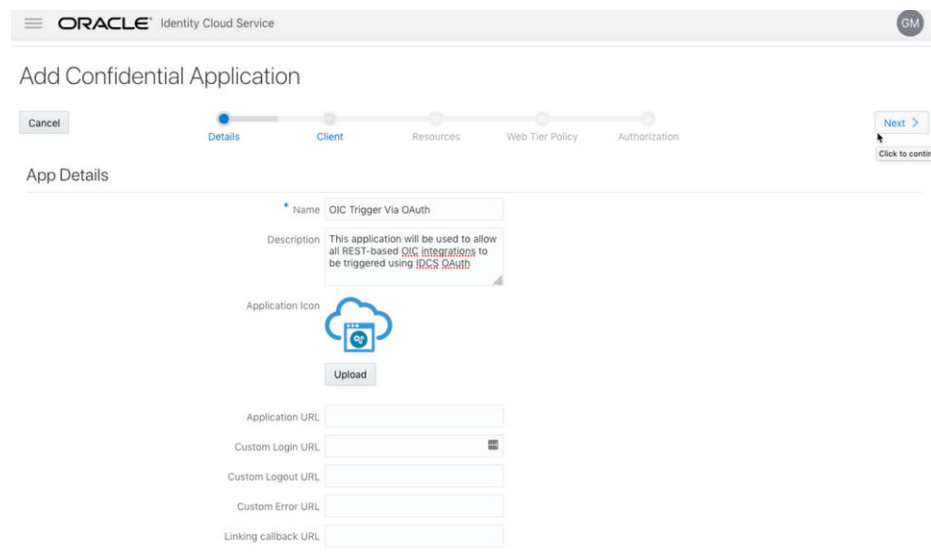 ORACLE® Identity Cloud Service
GM
Add Confidential Application
Cancel
Details
Client
Resources
Web Tier Policy
Authorization
Next >
Click to contin
App Details
* Name
OIC Trigger Via OAuth
Description
This application will be used to allow
all REST-based OIC integrations to
be triggered using IDCS OAuth
Application Icon
Upload
Application URL
Custom Login URL
Custom Logout URL
Custom Error URL
Linking callback URL